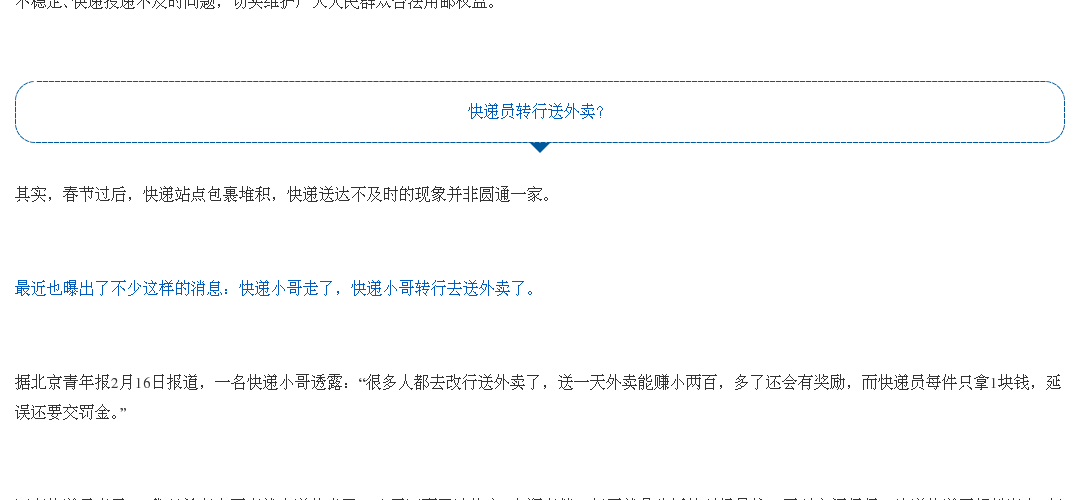 不稳定、快递投递不及时问题，切实维护广大人民群众合法用邮权益。
快递员转行送外卖？
其实，春节过后，快递站点包裹堆积，快递送达不及时的现象并非圆通一家。
最近也曝出了不少这样的消息：快递小哥走了，快递小哥转行去送外卖了。
据北京青年报2月16日报道，一名快递小哥透露：“很多人都去改行送外卖了，送一天外卖能赚小两百，多了还会有奖励，而快递员每件只拿1块钱，延
误还要交罚金。”